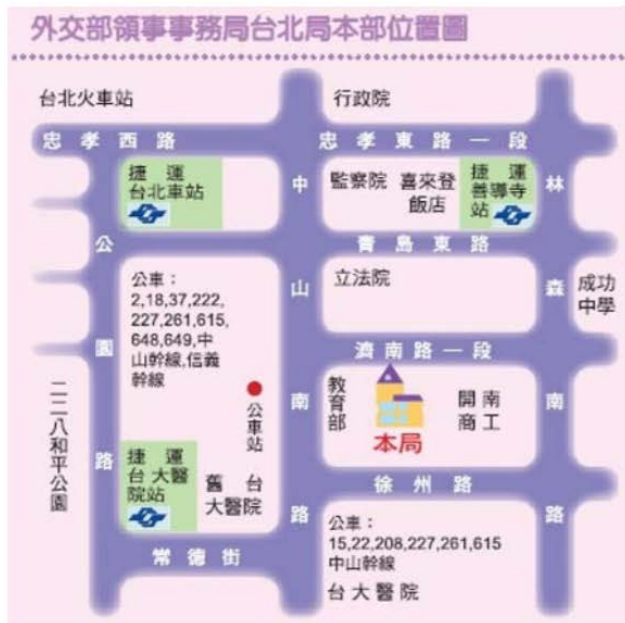 外交部領事事務局台北局本部位置圖
台北火車站
行政院
忠孝西路
忠孝東路一段
捷運
台北車站
中山南路
監察院
喜來登
飯店
捷運
善導寺
站
林森南路
公園路
青島東路
公車：
2,18,37,222,
227,261,615,
648,649,中
山幹線,信義
幹線
立法院
成功
中學
濟南路一段
二二八和平公園
公車站
教育部
本局
開南
商工
捷運
台大醫
院站
舊台
大醫院
徐州路
常德街
公車：
15,22,208,227,261,615
中山幹線
台大醫院